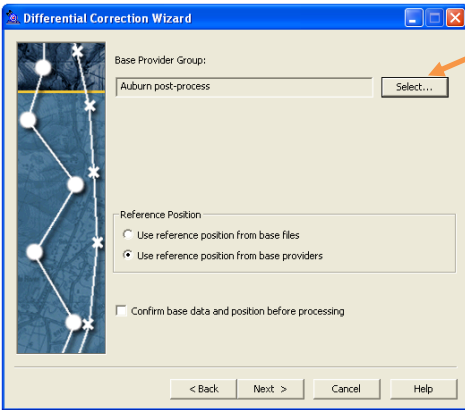 Differential Correction Wizard
Base Provider Group:
Auburn post-process
Select...
Reference Position
Use reference position from base files
Use reference position from base providers
Confirm base data and position before processing
< Back
Next >
Cancel
Help